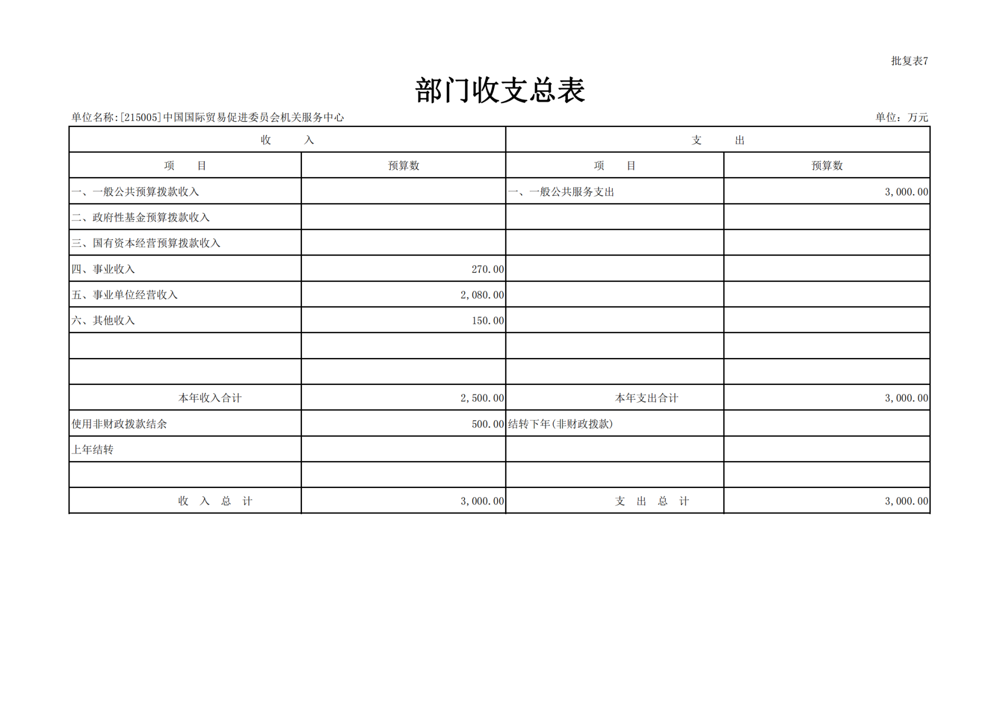 批复表7
部门收支总表
单位名称:[215005]中国国际贸易促进委员会机关服务中心 单位：万元
收 入 支 出
项 目 预算数 项 目 预算数
一、一般公共预算拨款收入 一、一般公共服务支出 3,000.00
二、政府性基金预算拨款收入
三、国有资本经营预算拨款收入
四、事业收入 270.00
五、事业单位经营收入 2,080.00
六、其他收入 150.00
本年收入合计 2,500.00 本年支出合计 3,000.00
使用非财政拨款结余 500.00 结转下年(非财政拨款)
上年结转
收 入 总 计 3,000.00 支 出 总 计 3,000.00